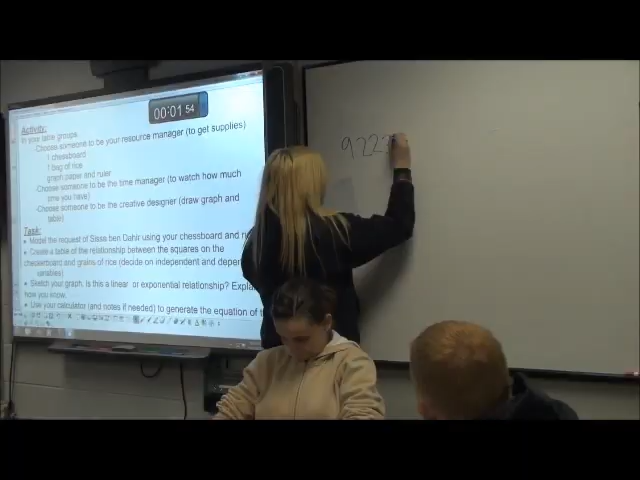 Activity:
In your table groups
-Choose someone to be your resource manager (to get supplies)
1 chessboard
1 bag of rice
graph paper and ruler
-Choose someone to be the time manager (to watch how much
time you have)
-Choose someone to be the creative designer (draw graph and
table)
Task:
• Model the request of Sissa ben Dahir using your chessboard and
• Create a table of the relationship between the squares on the
chessboard and grains of rice (decide on independent and
variables)
• Sketch your graph. Is this a linear or exponential relationship?
how you know.
• Use your calculator (and notes if needed) to generate the equation of
00:01 54
922